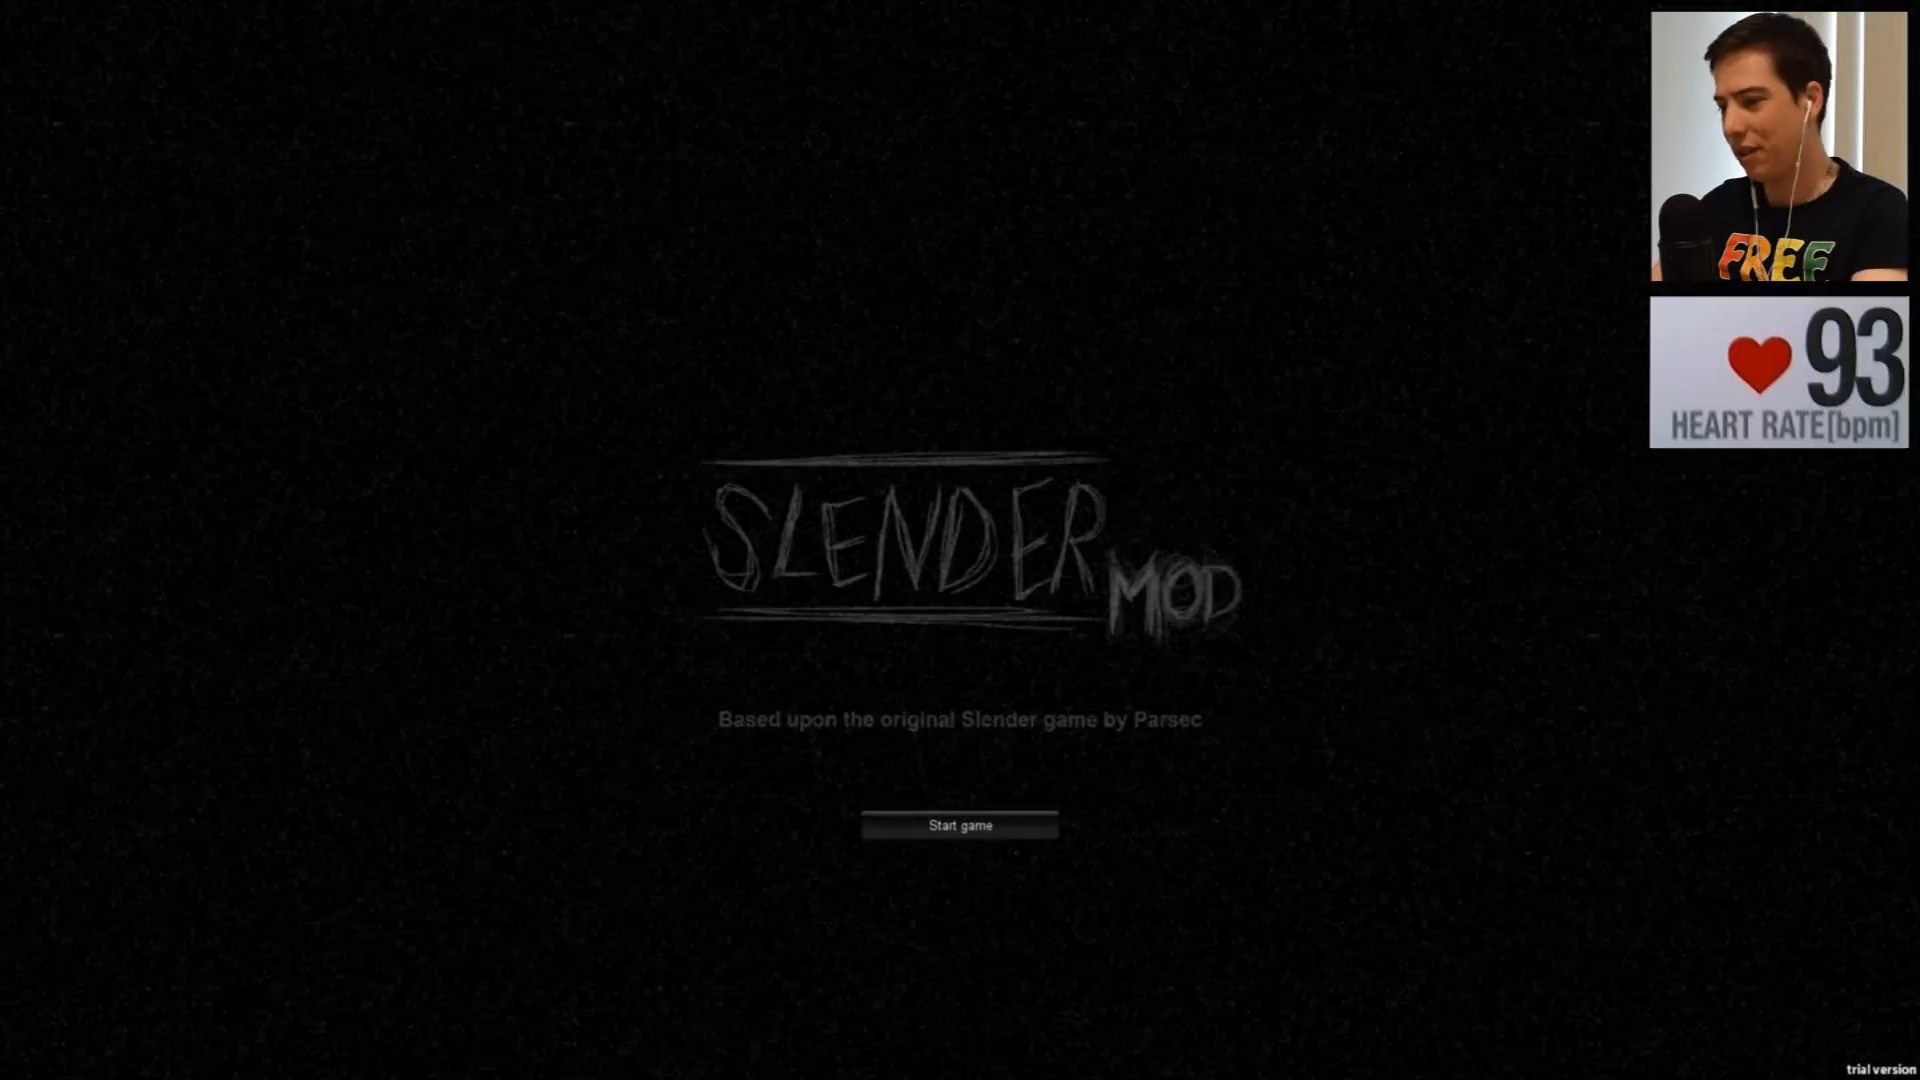 SLENDER
MOD
Based upon the original Slender game by Parsec
Start game
FREE
93
HEART RATE[bpm]
trial version